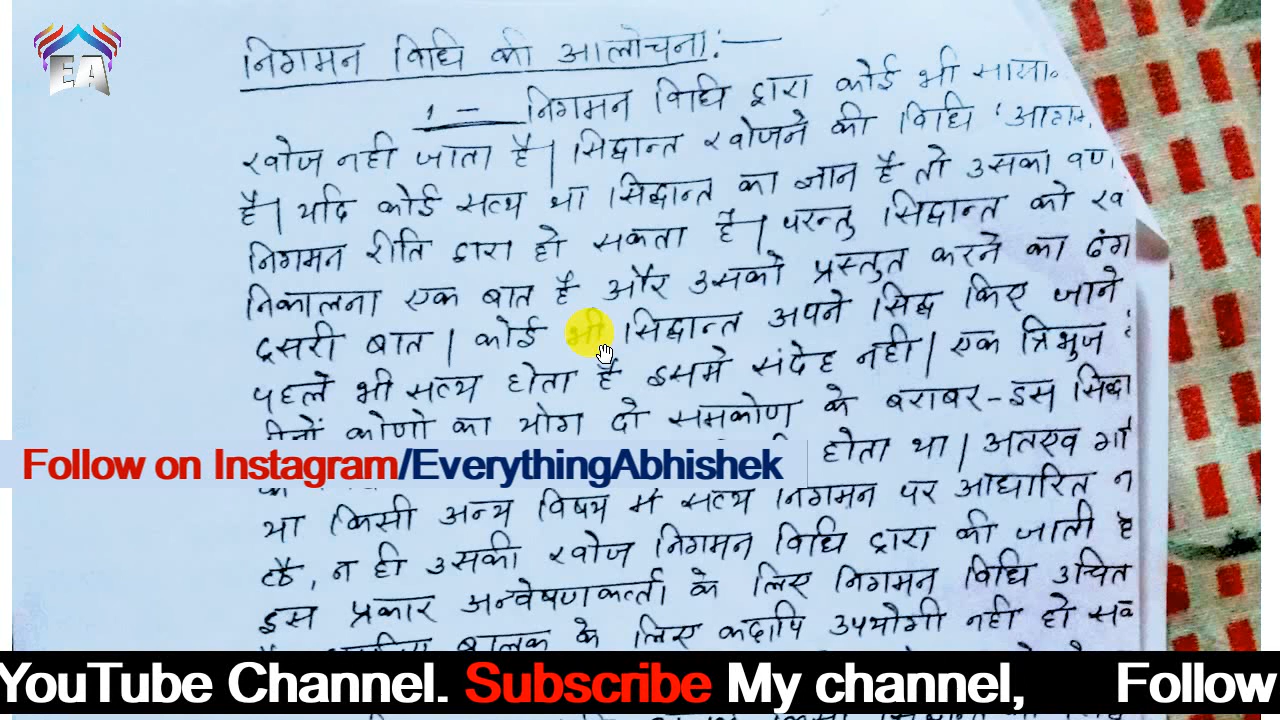 EA
निगमन विधि की आलोचना:—
1 - निगमन विधि द्वारा कोई भी
खोज नही जाता है। सिद्धान्त खोजने की विधि
है। यदि कोई सत्य या सिद्धान्त का ज्ञान है तो उसका
निगमन रीति द्वारा हो सकता है। परन्तु सिद्धान्त को
निकालना एक बात है और उसको प्रस्तुत करने का ढंग
दूसरी बात। कोई भी सिद्धान्त अपने सिद्ध किए जाने
पहले भी सत्य होता है इसमे संदेह नही। एक त्रिभुज
कोणो का योग दो समकोण के बराबर - इस
होता था। अतएव
Follow on Instagram/EverythingAbhishek
या किसी अन्य विषय में सत्य निगमन पर आधारित न
है, न ही उसकी खोज निगमन विधि द्वारा की जाती है
इस प्रकार अन्वेषणकर्त्ता के लिए निगमन विधि उचित
बालक के लिए कदापि उपयोगी नही हो
YouTube Channel. Subscribe My channel, Follow